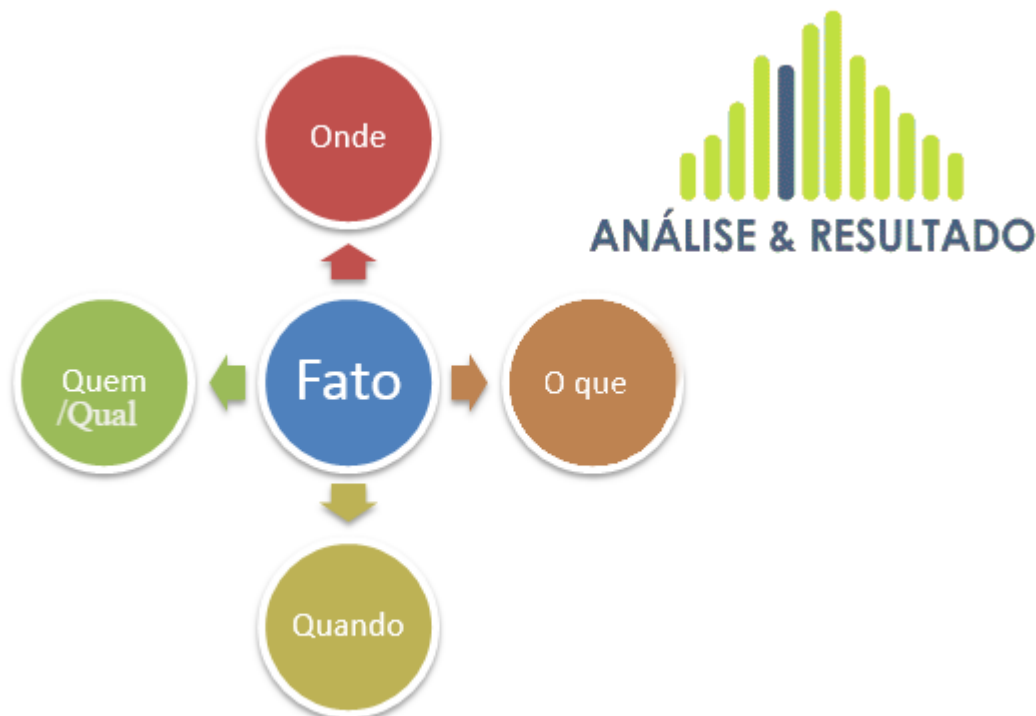 Onde
ANÁLISE & RESULTADO
Quem
/Qual
Fato
O que
Quando